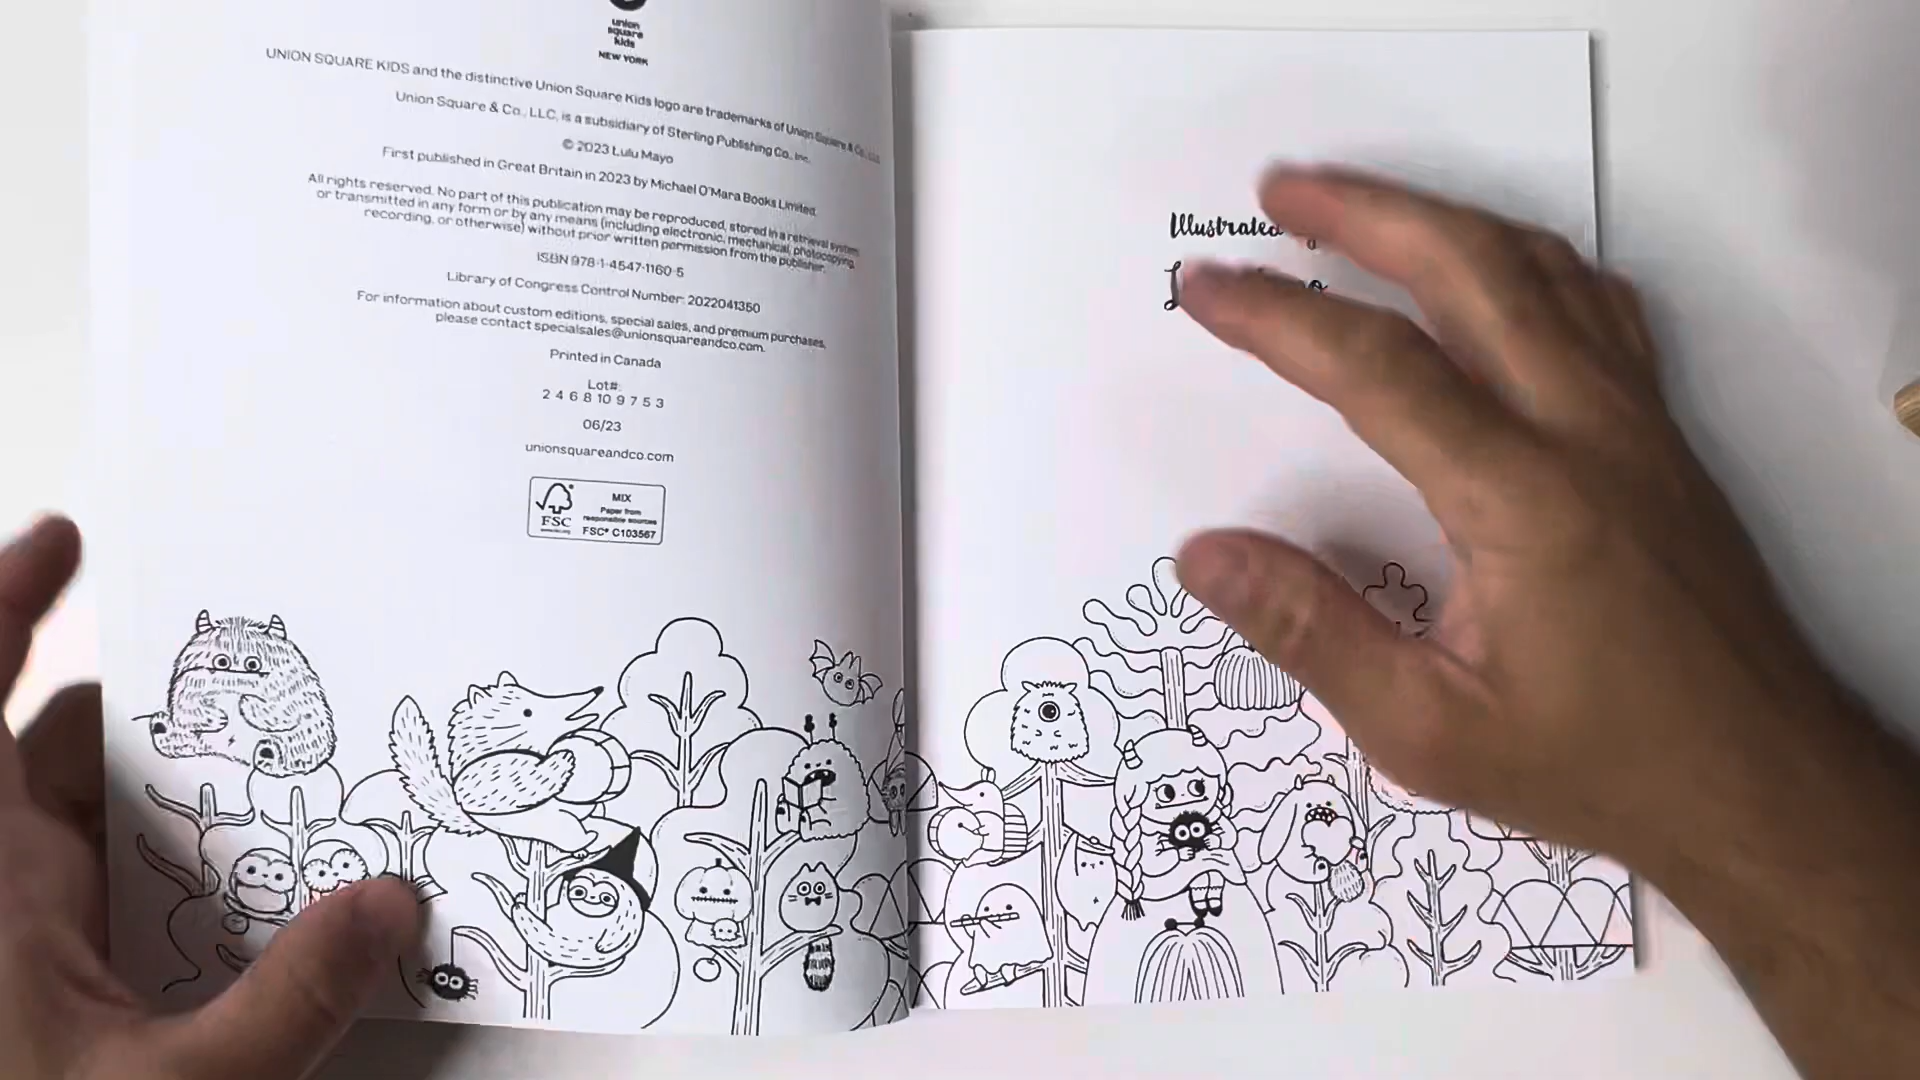 union
square
kids
NEW YORK
UNION SQUARE KIDS and the distinctive Union Square Kids logo are trademarks of Union Square & Co., LLC
Union Square & Co., LLC, is a subsidiary of Sterling Publishing Co., Inc.
© 2023 Lulu Mayo
First published in Great Britain in 2023 by Michael O'Mara Books Limited.
All rights reserved. No part of this publication may be reproduced, stored in a retrieval system
or transmitted in any form or by any means (including electronic, mechanical, photocopying,
recording, or otherwise) without prior written permission from the publisher.
ISBN 978-1-4547-1160-5
Library of Congress Control Number: 2022041350
For information about custom editions, special sales, and premium purchases,
please contact specialsales@unionsquareandco.com.
Printed in Canada
Lot#:
2 4 6 8 10 9 7 5 3
06/23
unionsquareandco.com
FSC
MIX
Paper from
responsible sources
FSC® C103567
Illustrated